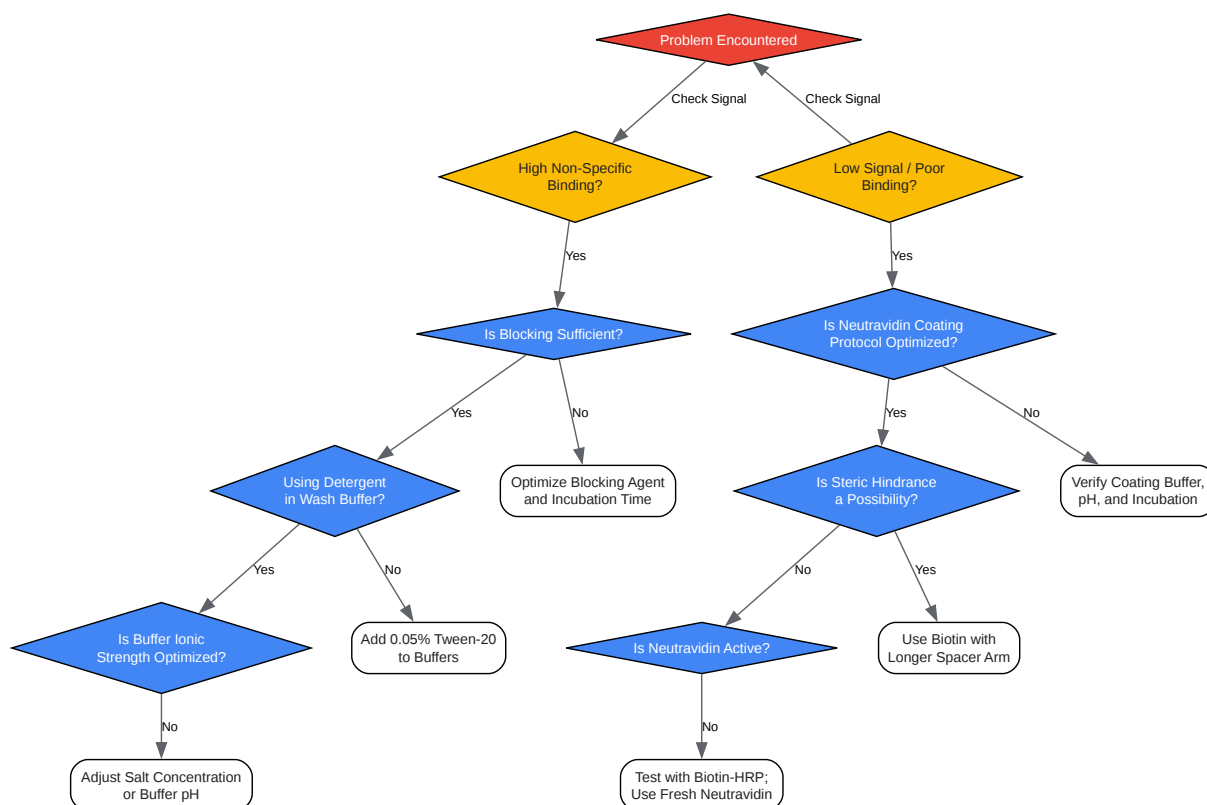 Problem Encountered
Check Signal
Check Signal
High Non-Specific
Binding?
Low Signal / Poor
Binding?
Yes
Yes
Is Blocking Sufficient?
Is Neutravidin Coating
Protocol Optimized?
Yes
No
Yes
No
Using Detergent
in Wash Buffer?
Optimize Blocking Agent
and Incubation Time
Is Steric Hindrance
a Possibility?
Verify Coating Buffer,
pH, and Incubation
Yes
No
No
Yes
Is Buffer Ionic
Strength Optimized?
Add 0.05% Tween-20
to Buffers
Is Neutravidin Active?
Use Biotin with
Longer Spacer Arm
No
No
Adjust Salt Concentration
or Buffer pH
Test with Biotin-HRP;
Use Fresh Neutravidin